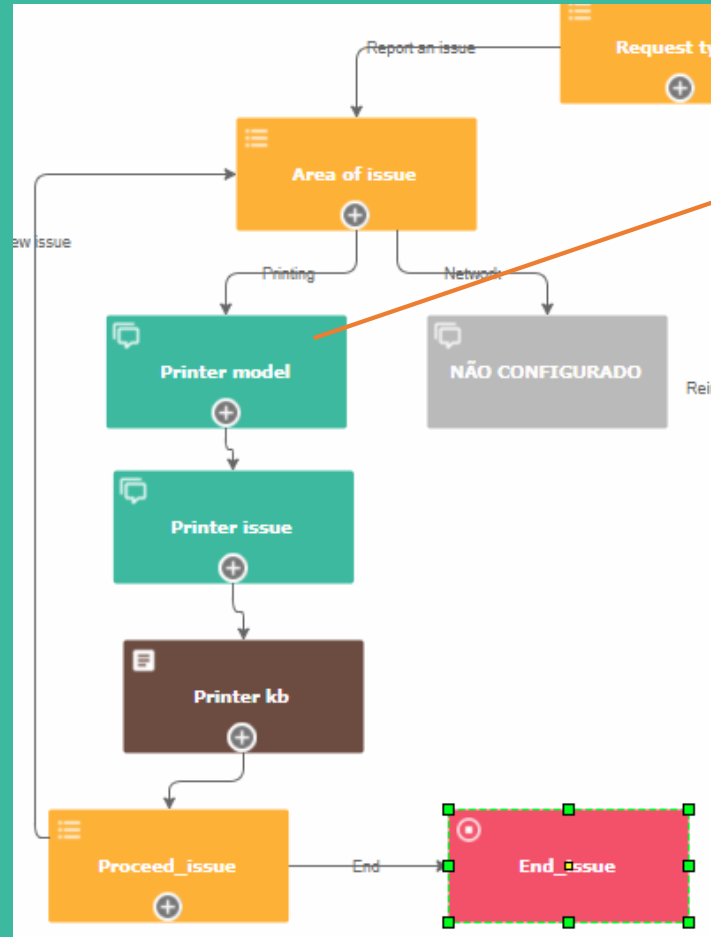 Request ty
Report an issue
Area of issue
ew issue
Printing
Network
Printer model
NÃO CONFIGURADO
Rei
Printer issue
Printer kb
Proceed_issue
End
End_issue